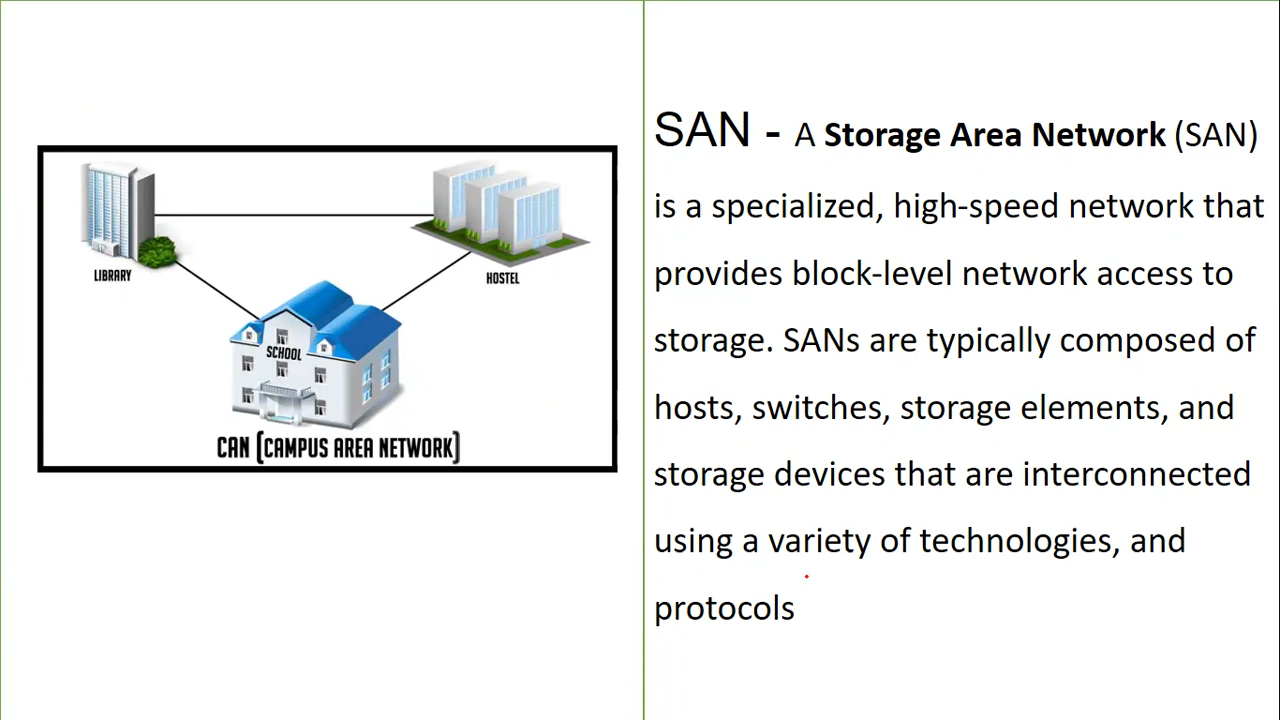 LIBRARY
HOSTEL
SCHOOL
CAN [CAMPUS AREA NETWORK]
SAN - A Storage Area Network (SAN)
is a specialized, high-speed network that
provides block-level network access to
storage. SANs are typically composed of
hosts, switches, storage elements, and
storage devices that are interconnected
using a variety of technologies, and
protocols